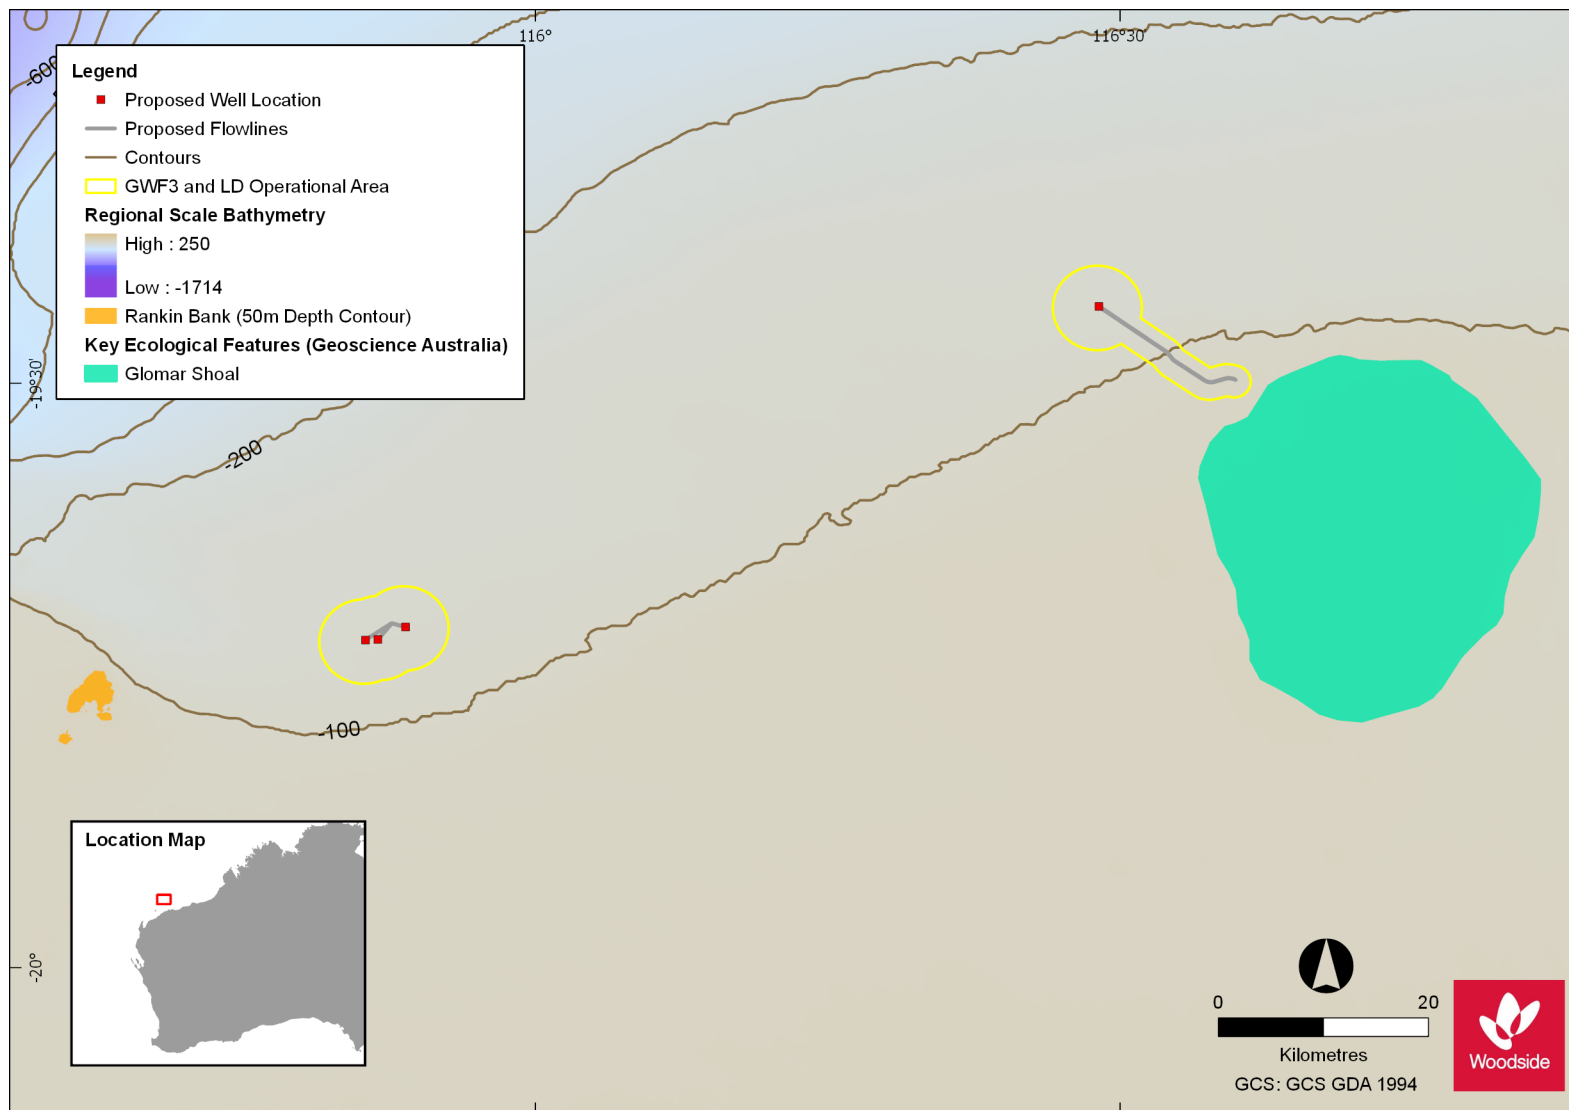 116°
116°30'
-600
Legend
Proposed Well Location
Proposed Flowlines
Contours
GWF3 and LD Operational Area
Regional Scale Bathymetry
High : 250
Low : -1714
Rankin Bank (50m Depth Contour)
Key Ecological Features (Geoscience Australia)
Glomar Shoal
-19°30'
-200
-100
Location Map
-20°
0 20
Kilometres
GCS: GCS GDA 1994
Woodside